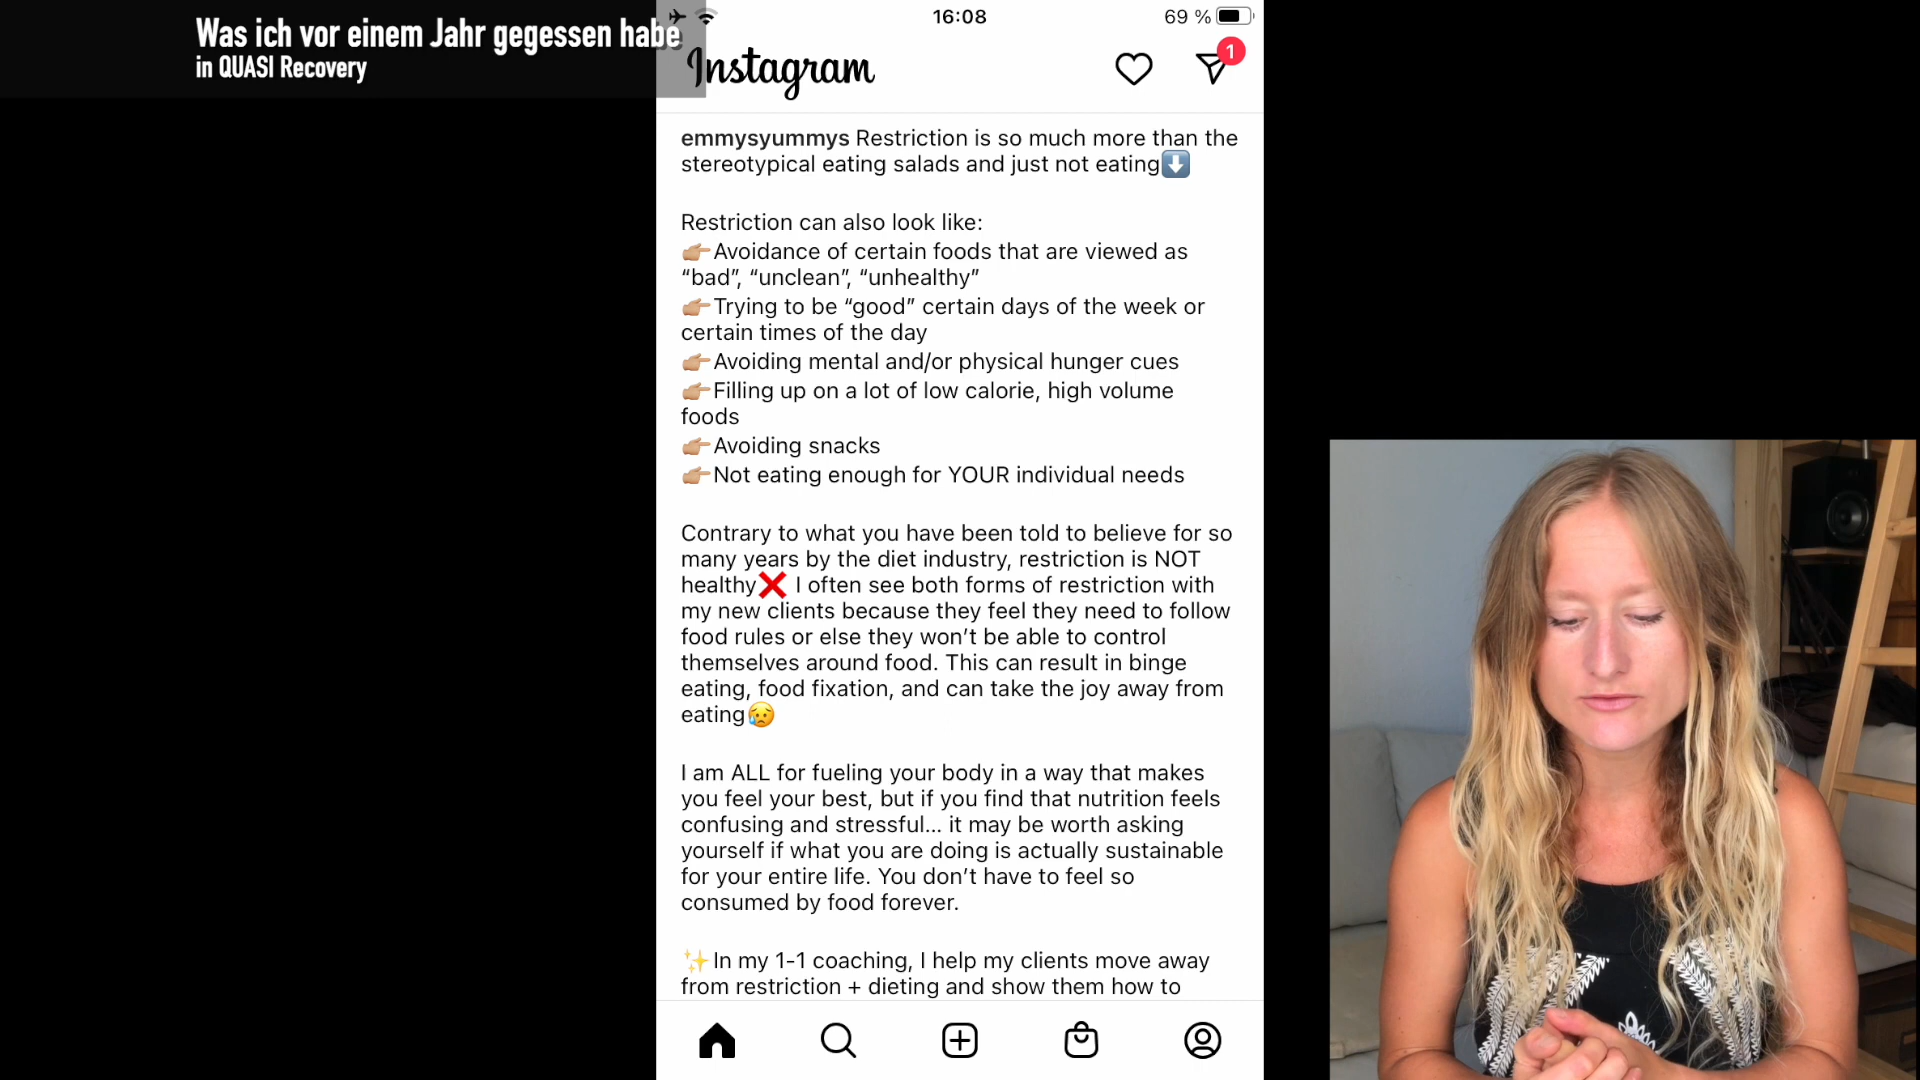 Was ich vor einem Jahr gegessen habe
in QUASI Recovery
16:08
69 %
Instagram
1
emmysyummys Restriction is so much more than the
stereotypical eating salads and just not eating⬇️
Restriction can also look like:
👉🏼Avoidance of certain foods that are viewed as
“bad”, “unclean”, “unhealthy”
👉🏼Trying to be “good” certain days of the week or
certain times of the day
👉🏼Avoiding mental and/or physical hunger cues
👉🏼Filling up on a lot of low calorie, high volume
foods
👉🏼Avoiding snacks
👉🏼Not eating enough for YOUR individual needs
Contrary to what you have been told to believe for so
many years by the diet industry, restriction is NOT
healthy❌ I often see both forms of restriction with
my new clients because they feel they need to follow
food rules or else they won’t be able to control
themselves around food. This can result in binge
eating, food fixation, and can take the joy away from
eating😥
I am ALL for fueling your body in a way that makes
you feel your best, but if you find that nutrition feels
confusing and stressful... it may be worth asking
yourself if what you are doing is actually sustainable
for your entire life. You don’t have to feel so
consumed by food forever.
✨In my 1-1 coaching, I help my clients move away
from restriction + dieting and show them how to